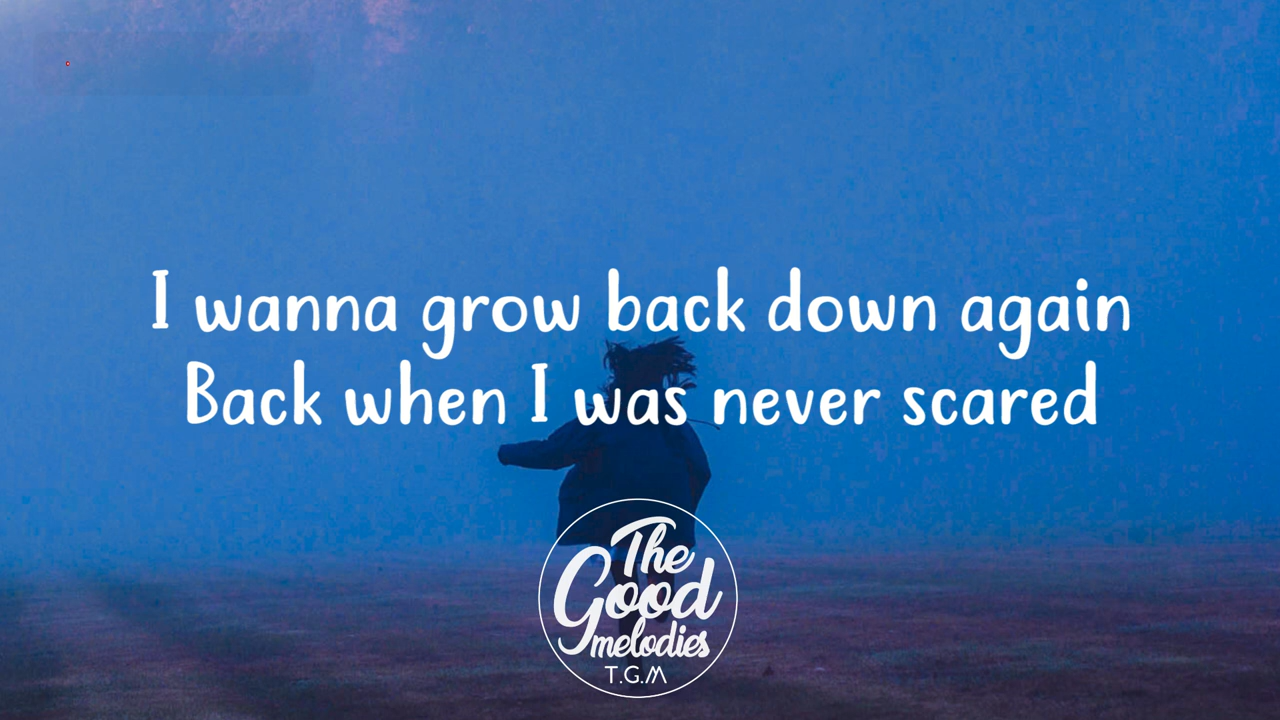 I wanna grow back down again
Back when I was never scared
The
Good
melodies
T.G.M